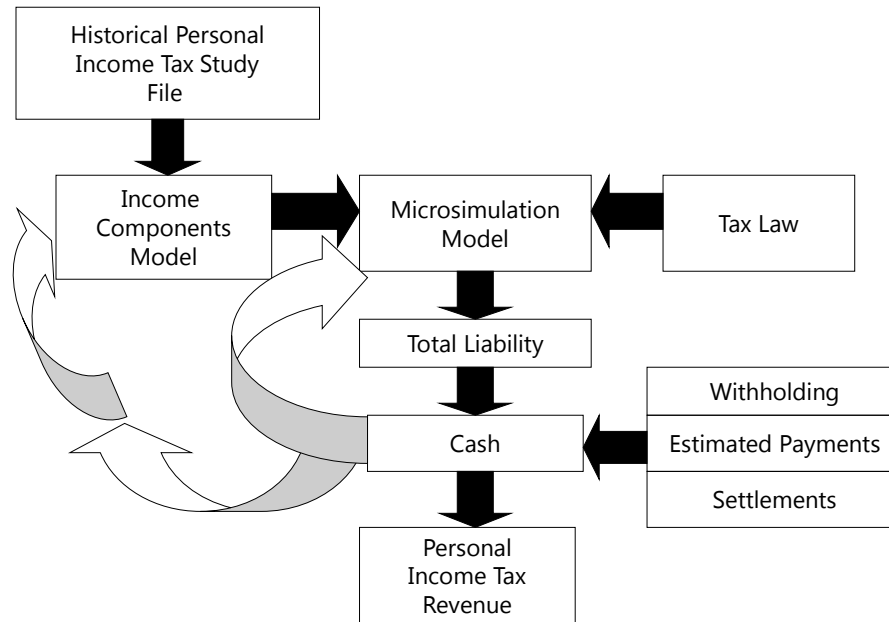 Historical Personal
Income Tax Study
File
Income
Components
Model
Microsimulation
Model
Tax Law
Total Liability
Withholding
Cash
Estimated Payments
Settlements
Personal
Income Tax
Revenue